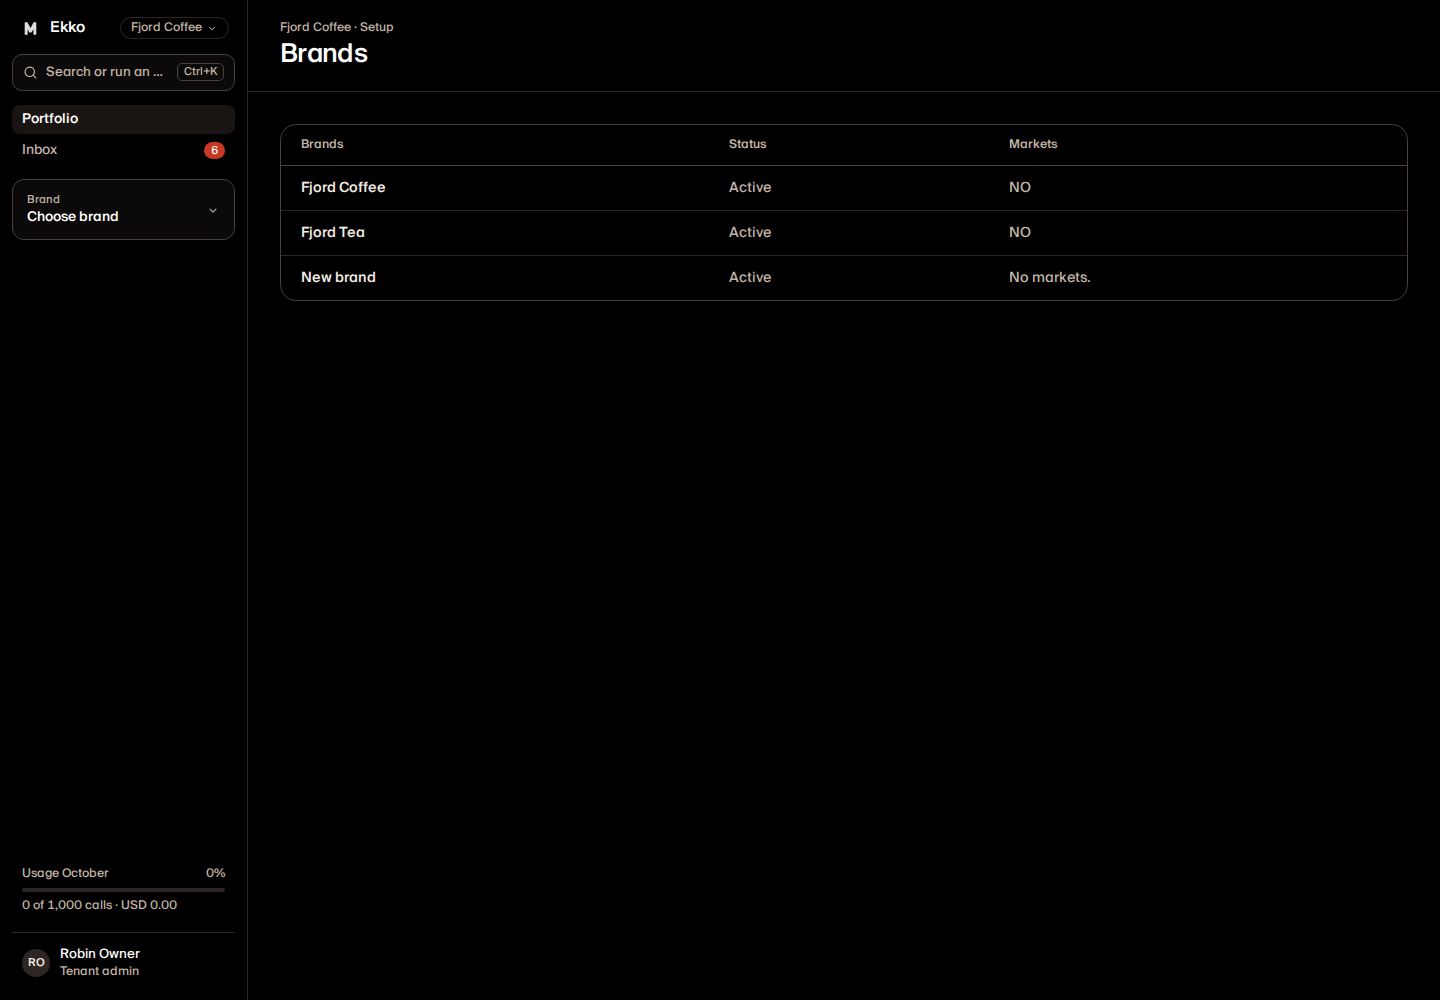 Ekko
Fjord Coffee
Search or run an ...
Ctrl+K
Portfolio
Inbox
6
Brand
Choose brand
Usage October
0%
0 of 1,000 calls · USD 0.00
RO
Robin Owner
Tenant admin
Fjord Coffee · Setup
Brands
Brands Status Markets
Fjord Coffee Active NO
Fjord Tea Active NO
New brand Active No markets.